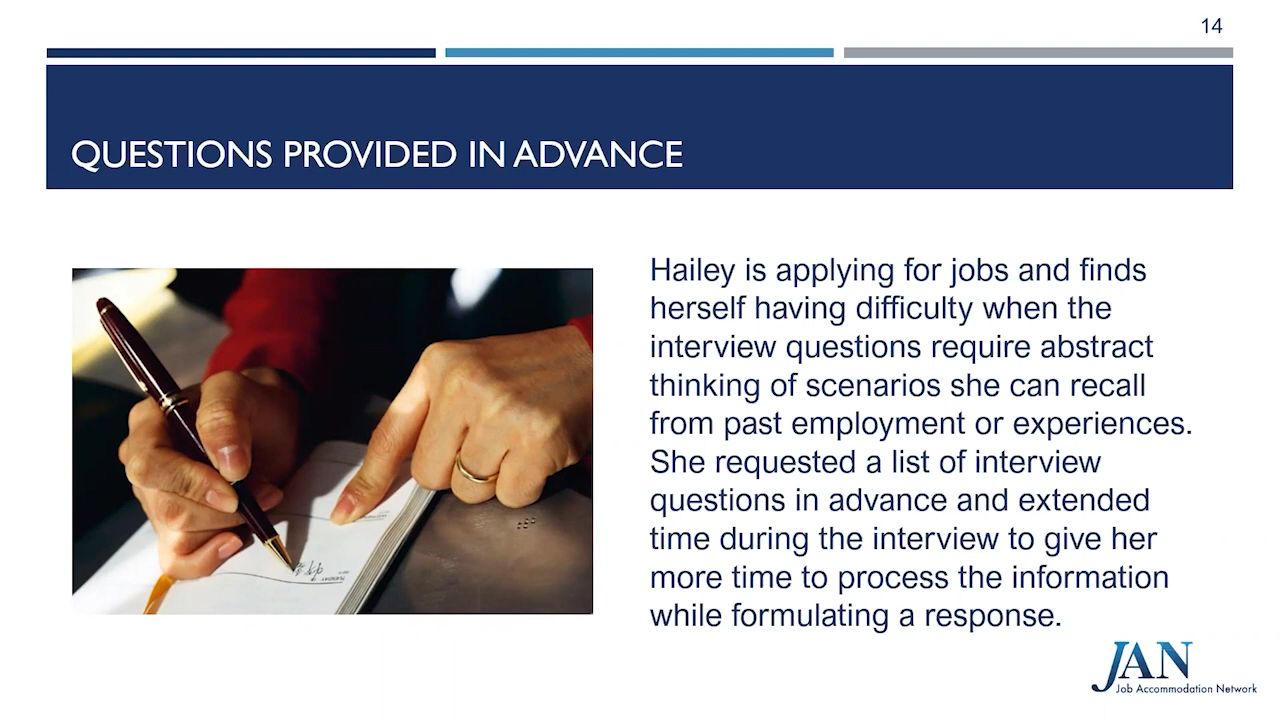 14
QUESTIONS PROVIDED IN ADVANCE
Hailey is applying for jobs and finds
herself having difficulty when the
interview questions require abstract
thinking of scenarios she can recall
from past employment or experiences.
She requested a list of interview
questions in advance and extended
time during the interview to give her
more time to process the information
while formulating a response.
TUESDAY
JAN
Job Accommodation Network